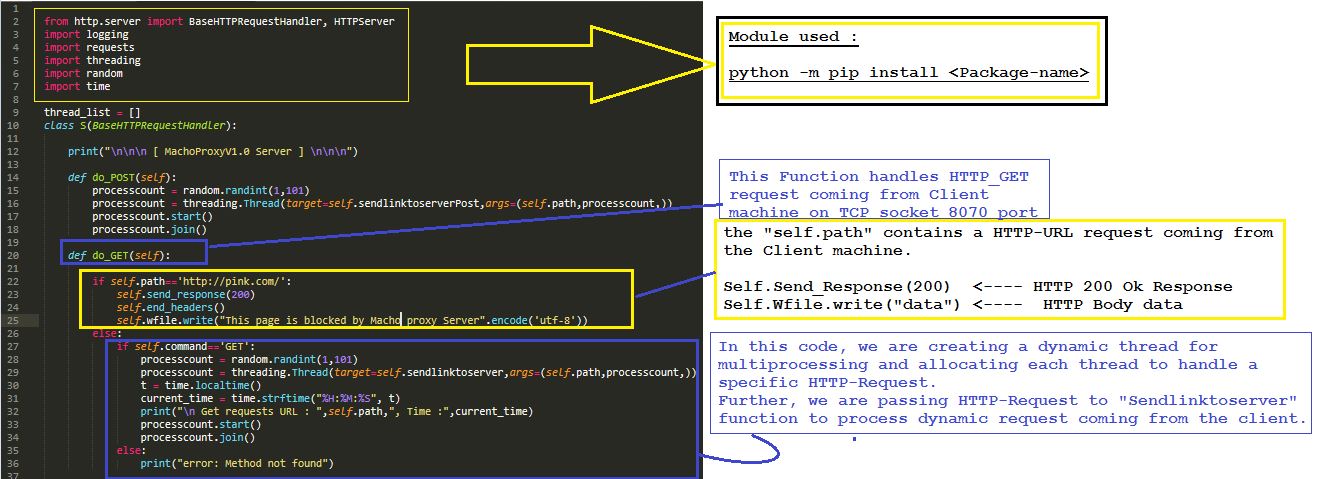 1
2 from http.server import BaseHTTPRequestHandler, HTTPServer
3 import logging
4 import requests
5 import threading
6 import random
7 import time
8
9 thread_list = []
10 class S(BaseHTTPRequestHandler):
11
12 print("\n\n\n [ MachoProxyV1.0 Server ] \n\n\n")
13
14 def do_POST(self):
15 processcount = random.randint(1,101)
16 processcount = threading.Thread(target=self.sendlinktoserverPost,args=(self.path,processcount,))
17 processcount.start()
18 processcount.join()
19
20 def do_GET(self):
21
22 if self.path=='http://pink.com/':
23 self.send_response(200)
24 self.end_headers()
25 self.wfile.write("This page is blocked by Macho proxy Server".encode('utf-8'))
26 else:
27 if self.command=='GET':
28 processcount = random.randint(1,101)
29 processcount = threading.Thread(target=self.sendlinktoserver,args=(self.path,processcount,))
30 t = time.localtime()
31 current_time = time.strftime("%H:%M:%S", t)
32 print("\n Get requests URL : ",self.path,", Time :",current_time)
33 processcount.start()
34 processcount.join()
35 else:
36 print("error: Method not found")
37
Module used :
python -m pip install <Package-name>
This Function handles HTTP_GET
request coming from Client
machine on TCP socket 8070 port
the "self.path" contains a HTTP-URL request coming from
the Client machine.
Self.Send_Response(200) <---- HTTP 200 Ok Response
Self.Wfile.write("data") <---- HTTP Body data
In this code, we are creating a dynamic thread for
multiprocessing and allocating each thread to handle a
specific HTTP-Request.
Further, we are passing HTTP-Request to "Sendlinktoserver"
function to process dynamic request coming from the client.